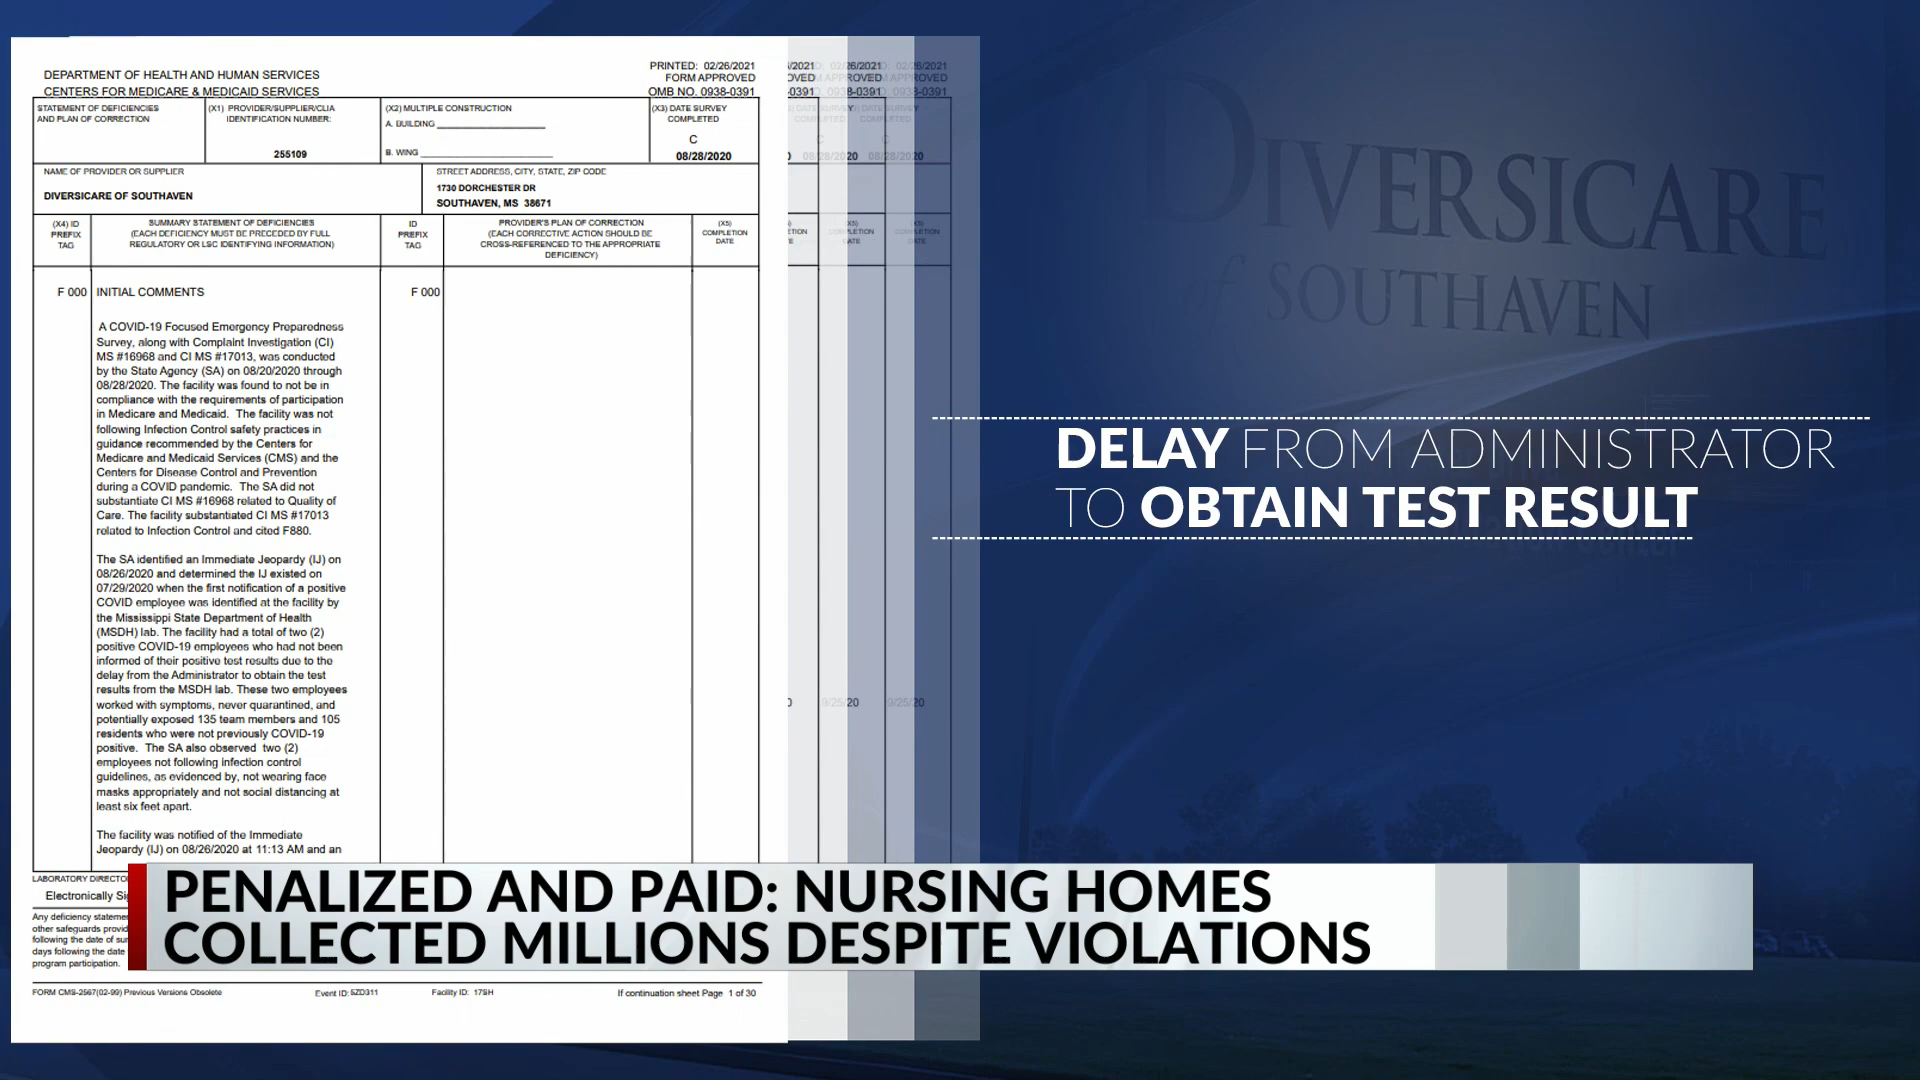 DEPARTMENT OF HEALTH AND HUMAN SERVICES
CENTERS FOR MEDICARE & MEDICAID SERVICES
PRINTED: 02/26/2021
FORM APPROVED
OMB NO. 0938-0391
STATEMENT OF DEFICIENCIES
AND PLAN OF CORRECTION
(X1) PROVIDER/SUPPLIER/CLIA
IDENTIFICATION NUMBER:
255109
(X2) MULTIPLE CONSTRUCTION
A. BUILDING
B. WING
(X3) DATE SURVEY
COMPLETED
C
08/28/2020
NAME OF PROVIDER OR SUPPLIER
DIVERSICARE OF SOUTHAVEN
STREET ADDRESS, CITY, STATE, ZIP CODE
1730 DORCHESTER DR
SOUTHAVEN, MS 38671
(X4) ID
PREFIX
TAG
SUMMARY STATEMENT OF DEFICIENCIES
(EACH DEFICIENCY MUST BE PRECEDED BY FULL
REGULATORY OR LSC IDENTIFYING INFORMATION)
ID
PREFIX
TAG
PROVIDER'S PLAN OF CORRECTION
(EACH CORRECTIVE ACTION SHOULD BE
CROSS-REFERENCED TO THE APPROPRIATE
DEFICIENCY)
(X5)
COMPLETION
DATE
F 000 INITIAL COMMENTS
F 000
A COVID-19 Focused Emergency Preparedness
Survey, along with Complaint Investigation (CI)
MS #16968 and CI MS #17013, was conducted
by the State Agency (SA) on 08/20/2020 through
08/28/2020. The facility was found to not be in
compliance with the requirements of participation
in Medicare and Medicaid. The facility was not
following Infection Control safety practices in
guidance recommended by the Centers for
Medicare and Medicaid Services (CMS) and the
Centers for Disease Control and Prevention
during a COVID pandemic. The SA did not
substantiate CI MS #16968 related to Quality of
Care. The facility substantiated CI MS #17013
related to Infection Control and cited F880.
The SA identified an Immediate Jeopardy (IJ) on
08/26/2020 and determined the IJ existed on
07/29/2020 when the first notification of a positive
COVID employee was identified at the facility by
the Mississippi State Department of Health
(MSDH) lab. The facility had a total of two (2)
positive COVID-19 employees who had not been
informed of their positive test results due to the
delay from the Administrator to obtain the test
results from the MSDH lab. These two employees
worked with symptoms, never quarantined, and
potentially exposed 135 team members and 105
residents who were not previously COVID-19
positive. The SA also observed two (2)
employees not following infection control
guidelines, as evidenced by, not wearing face
masks appropriately and not social distancing at
least six feet apart.
The facility was notified of the Immediate
Jeopardy (IJ) on 08/26/2020 at 11:13 AM and an
LABORATORY DIRECTO
Electronically Si
Any deficiency statemen
other safeguards provid
following the date of sur
days following the date
program participation.
FORM CMS-2567(02-99) Previous Versions Obsolete
Event ID: 5ZD311
Facility ID: 17SH
If continuation sheet Page 1 of 30
DIVERSICARE
of SOUTHAVEN
DELAY FROM ADMINISTRATOR
TO OBTAIN TEST RESULT
PENALIZED AND PAID: NURSING HOMES
COLLECTED MILLIONS DESPITE VIOLATIONS